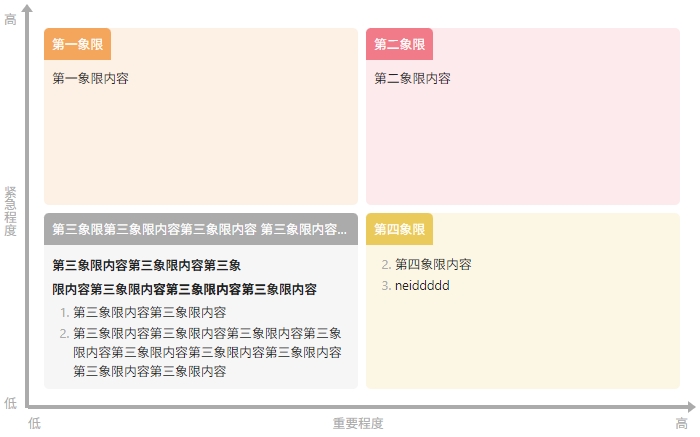 高
第一象限
第一象限内容
第二象限
第二象限内容
紧急程度
第三象限第三象限内容第三象限内容 第三象限内容...
第三象限内容第三象限内容第三象
限内容第三象限内容第三象限内容第三象限内容
1. 第三象限内容第三象限内容
2. 第三象限内容第三象限内容第三象限内容第三象
限内容第三象限内容第三象限内容第三象限内容
第三象限内容第三象限内容
第四象限
2. 第四象限内容
3. neiddddd
低
低
重要程度
高